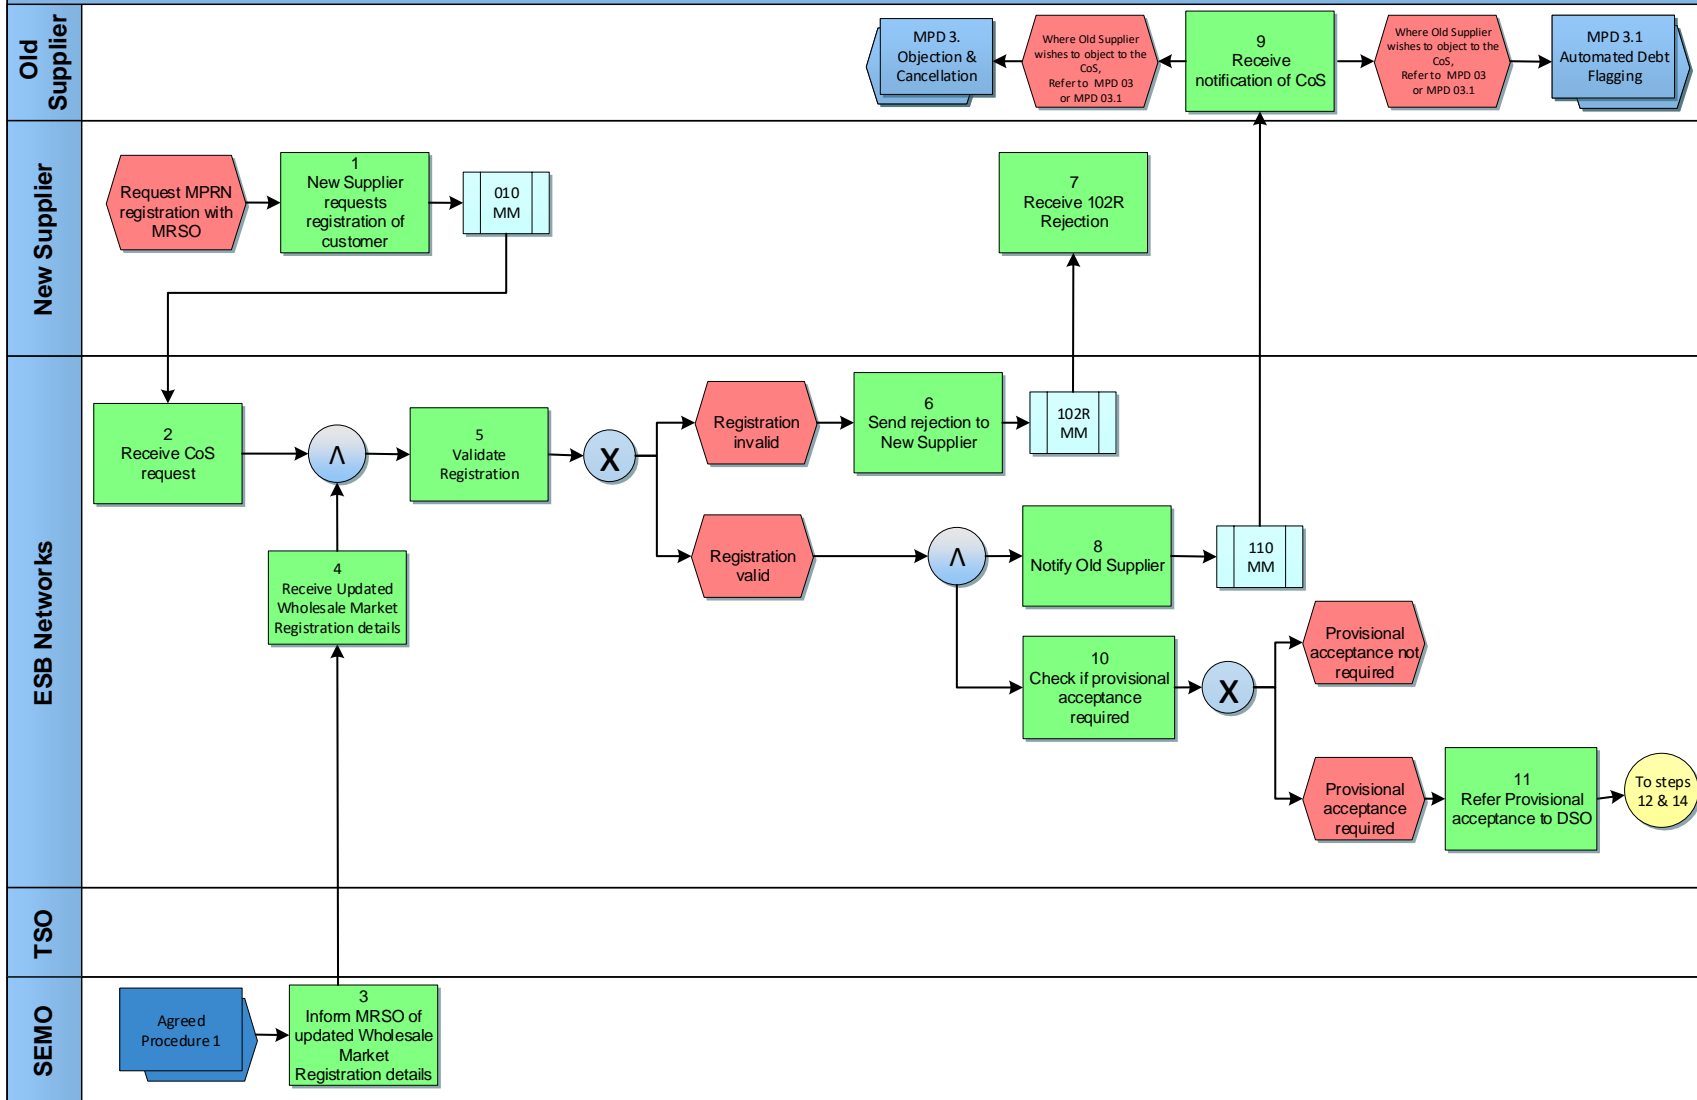 Old
Supplier
MPD 3.
Objection &
Cancellation
Where Old Supplier
wishes to object to the
CoS,
Refer to MPD 03
or MPD 03.1
9
Receive
notification of CoS
Where Old Supplier
wishes to object to the
CoS,
Refer to MPD 03
or MPD 03.1
MPD 3.1
Automated Debt
Flagging
New Supplier
Request MPRN
registration with
MRSO
1
New Supplier
requests
registration of
customer
010
MM
7
Receive 102R
Rejection
ESB Networks
2
Receive CoS
request
Λ
5
Validate
Registration
X
Registration
invalid
6
Send rejection to
New Supplier
102R
MM
4
Receive Updated
Wholesale Market
Registration details
Registration
valid
Λ
8
Notify Old Supplier
110
MM
10
Check if provisional
acceptance
required
X
Provisional
acceptance not
required
Provisional
acceptance
required
11
Refer Provisional
acceptance to DSO
To steps
12 & 14
TSO
SEMO
Agreed
Procedure 1
3
Inform MRSO of
updated Wholesale
Market
Registration details